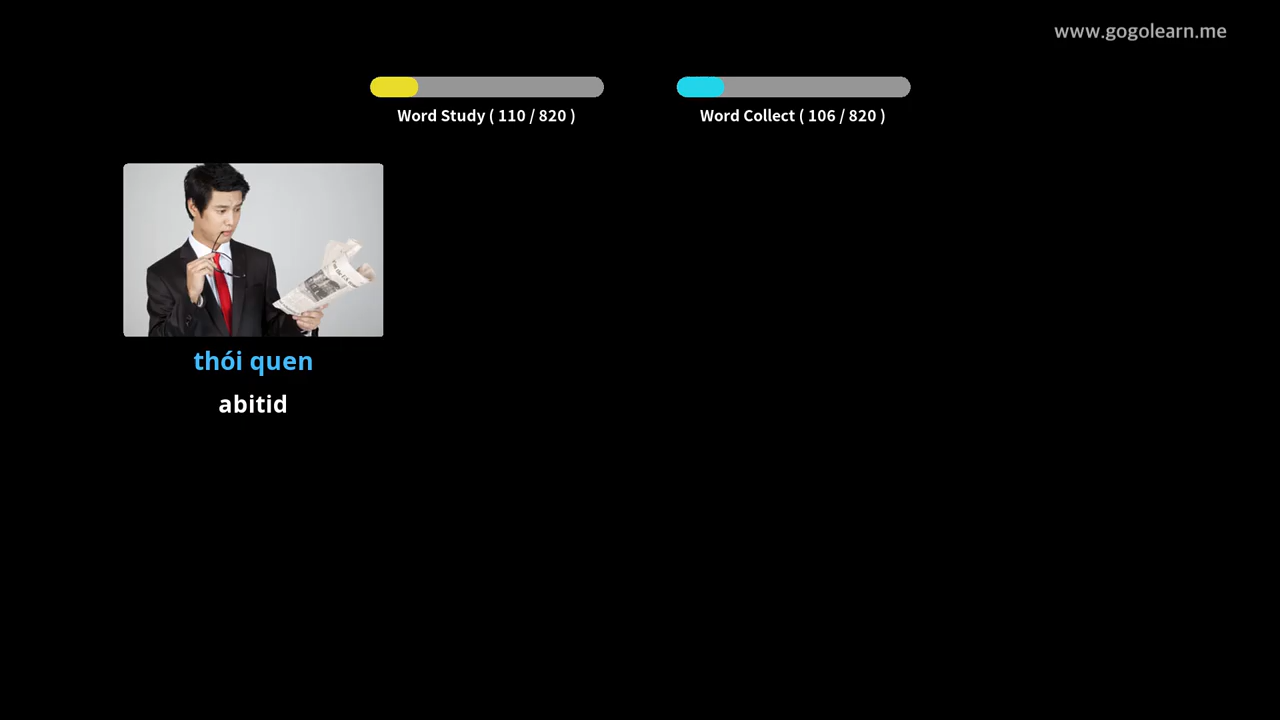 www.gogolearn.me
Word Study ( 110 / 820 )
Word Collect ( 106 / 820 )
thói quen
abitid